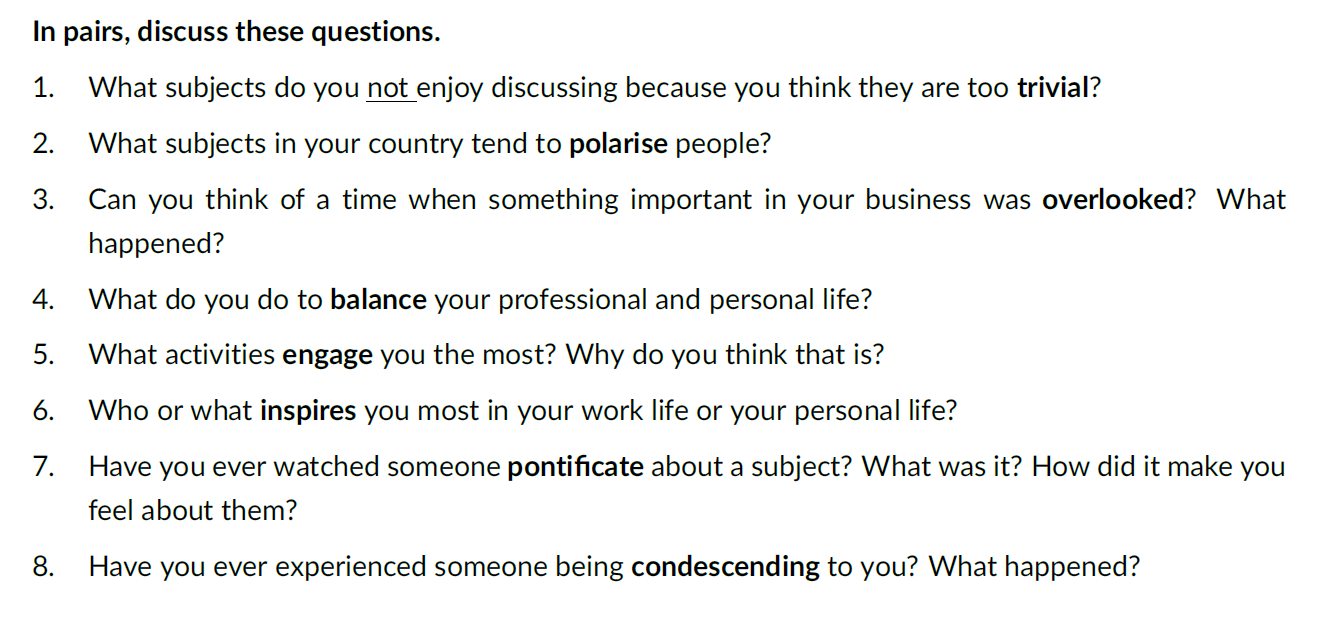 In pairs, discuss these questions.
1. What subjects do you not enjoy discussing because you think they are too trivial?
2. What subjects in your country tend to polarise people?
3. Can you think of a time when something important in your business was overlooked? What
happened?
4. What do you do to balance your professional and personal life?
5. What activities engage you the most? Why do you think that is?
6. Who or what inspires you most in your work life or your personal life?
7. Have you ever watched someone pontificate about a subject? What was it? How did it make you
feel about them?
8. Have you ever experienced someone being condescending to you? What happened?